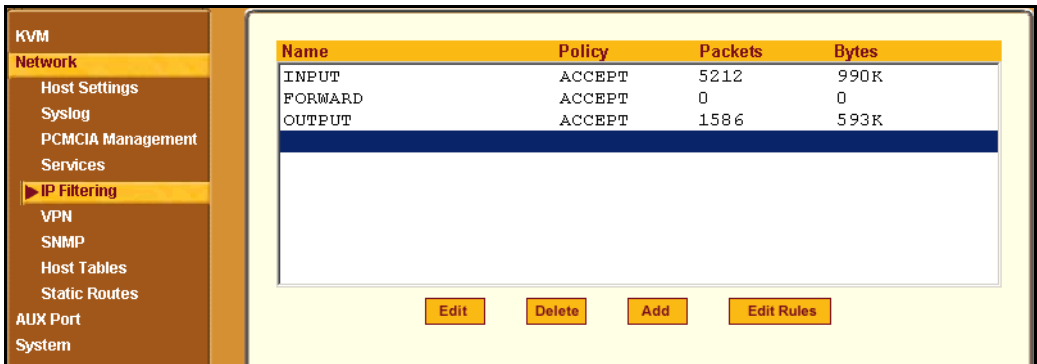 KVM
Network
Host Settings
Syslog
PCMCIA Management
Services
IP Filtering
VPN
SNMP
Host Tables
Static Routes
AUX Port
System
Name Policy Packets Bytes
INPUT ACCEPT 5212 990K
FORWARD ACCEPT 0 0
OUTPUT ACCEPT 1586 593K
Edit Delete Add Edit Rules